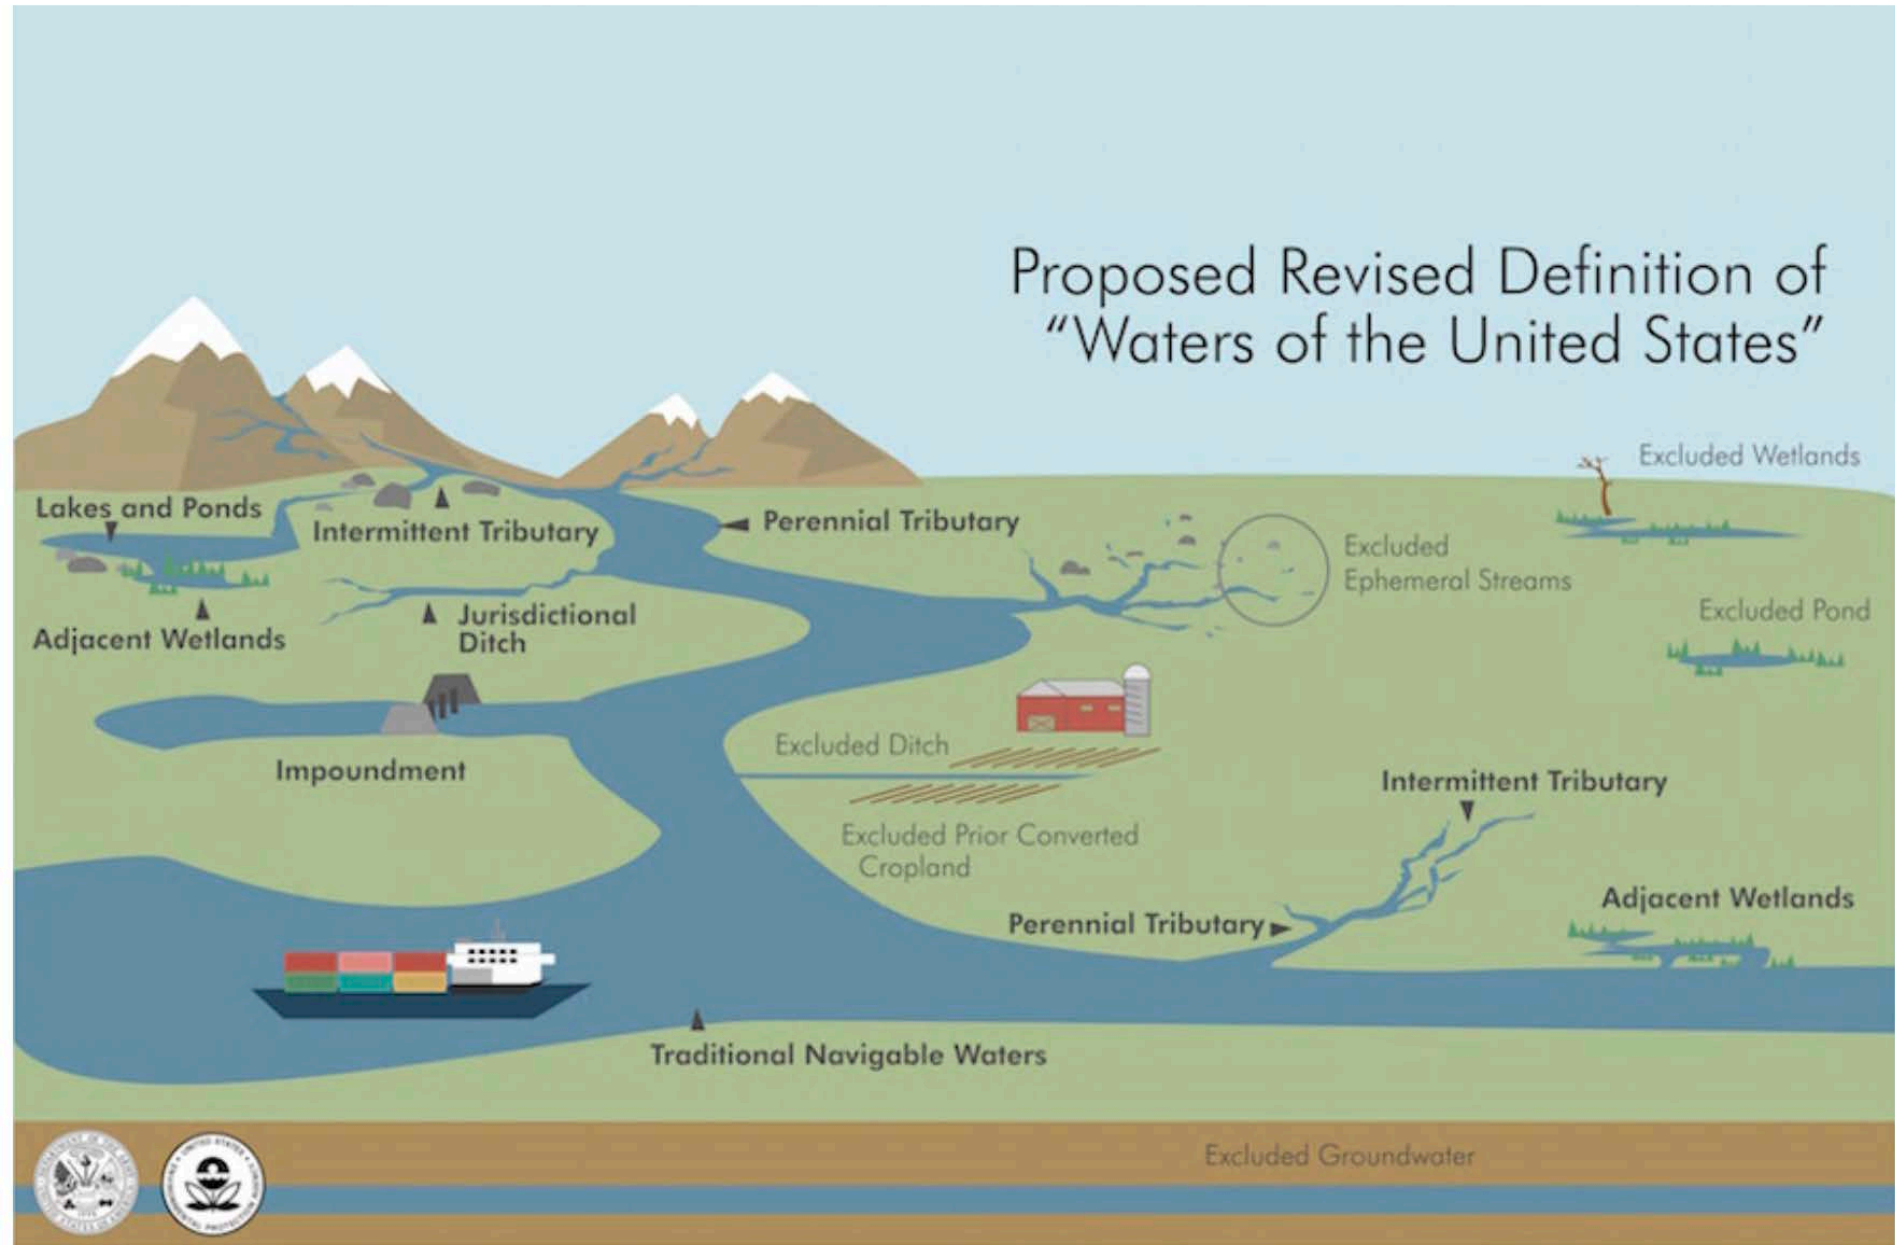 Proposed Revised Definition of
“Waters of the United States”
Excluded Wetlands
Lakes and Ponds
Intermittent Tributary
Perennial Tributary
Excluded
Ephemeral Streams
Adjacent Wetlands
Jurisdictional
Ditch
Excluded Pond
Impoundment
Excluded Ditch
Excluded Prior Converted
Cropland
Intermittent Tributary
Perennial Tributary
Adjacent Wetlands
Traditional Navigable Waters
Excluded Groundwater
UNITED STATES